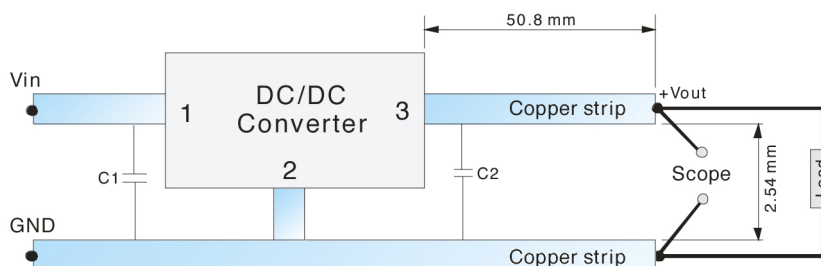 50.8 mm
Vin
+Vout
1
DC/DC
Converter
3
Copper strip
C1
2
C2
Scope
2.54 mm
GND
Copper strip